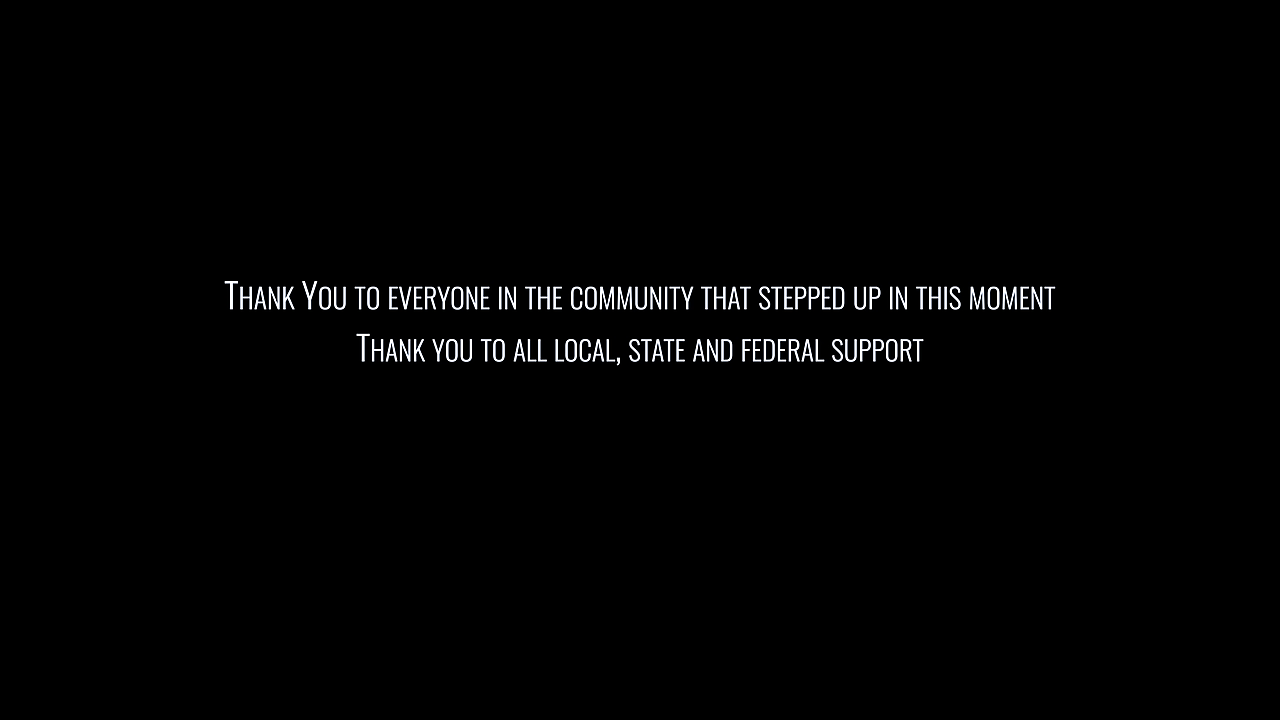 Thank You to everyone in the community that stepped up in this moment
Thank you to all local, state and federal support